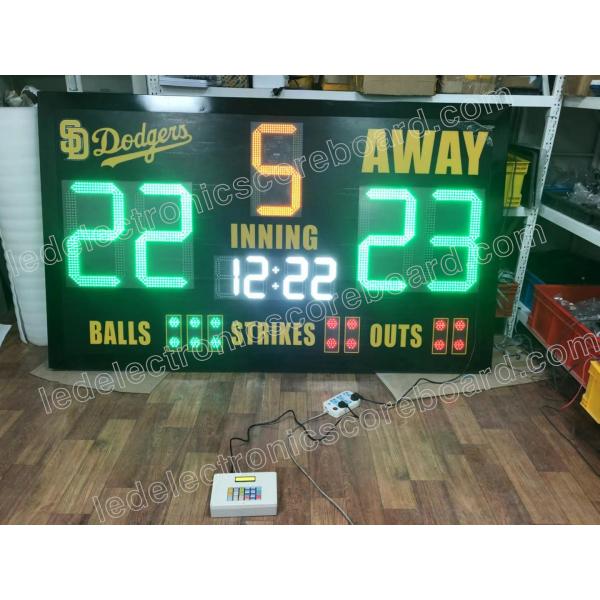 SD Dodgers
5
AWAY
22
23
INNING
12:22
BALLS STRIKES OUTS
ledelectronicscoreboard.com
ledelectronicscoreboard.com
ledelectronicscoreboard.com